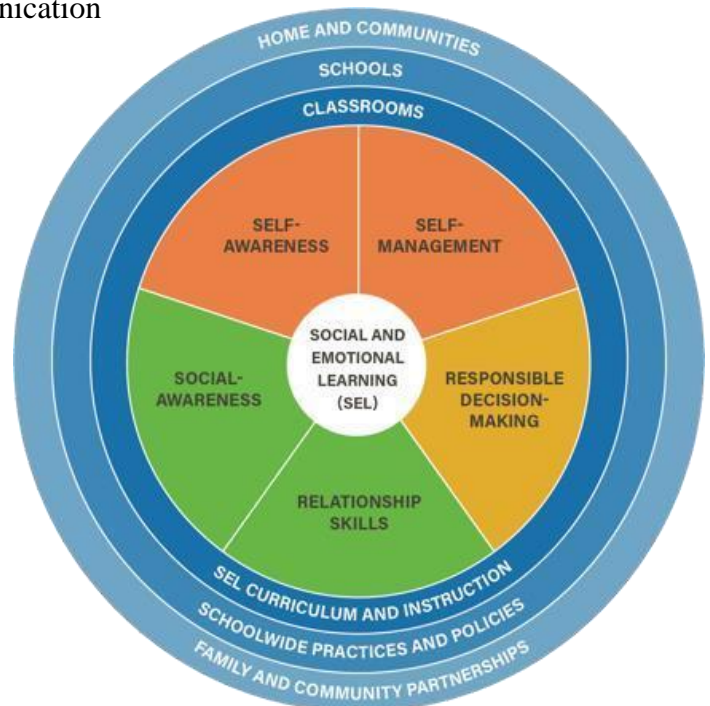 nication
HOME AND COMMUNITIES
SCHOOLS
CLASSROOMS
SELF-
AWARENESS
SELF-
MANAGEMENT
SOCIAL AND
EMOTIONAL
LEARNING
(SEL)
SOCIAL-
AWARENESS
RESPONSIBLE
DECISION-
MAKING
RELATIONSHIP
SKILLS
SEL CURRICULUM AND INSTRUCTION
SCHOOLWIDE PRACTICES AND POLICIES
FAMILY AND COMMUNITY PARTNERSHIPS